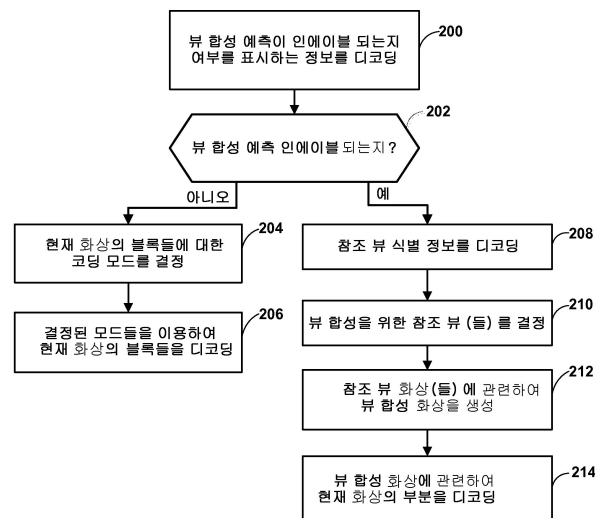 뷰 합성 예측이 인에이블 되는지
여부를 표시하는 정보를 디코딩
200
202
뷰 합성 예측 인에이블 되는지?
아니오
예
현재 화상의 블록들에 대한
코딩 모드를 결정
204
참조 뷰 식별 정보를 디코딩
208
결정된 모드들을 이용하여
현재 화상의 블록들을 디코딩
206
뷰 합성을 위한 참조 뷰 (들) 를 결정
210
참조 뷰 화상 (들) 에 관련하여
뷰 합성 화상을 생성
212
뷰 합성 화상에 관련하여
현재 화상의 부분을 디코딩
214